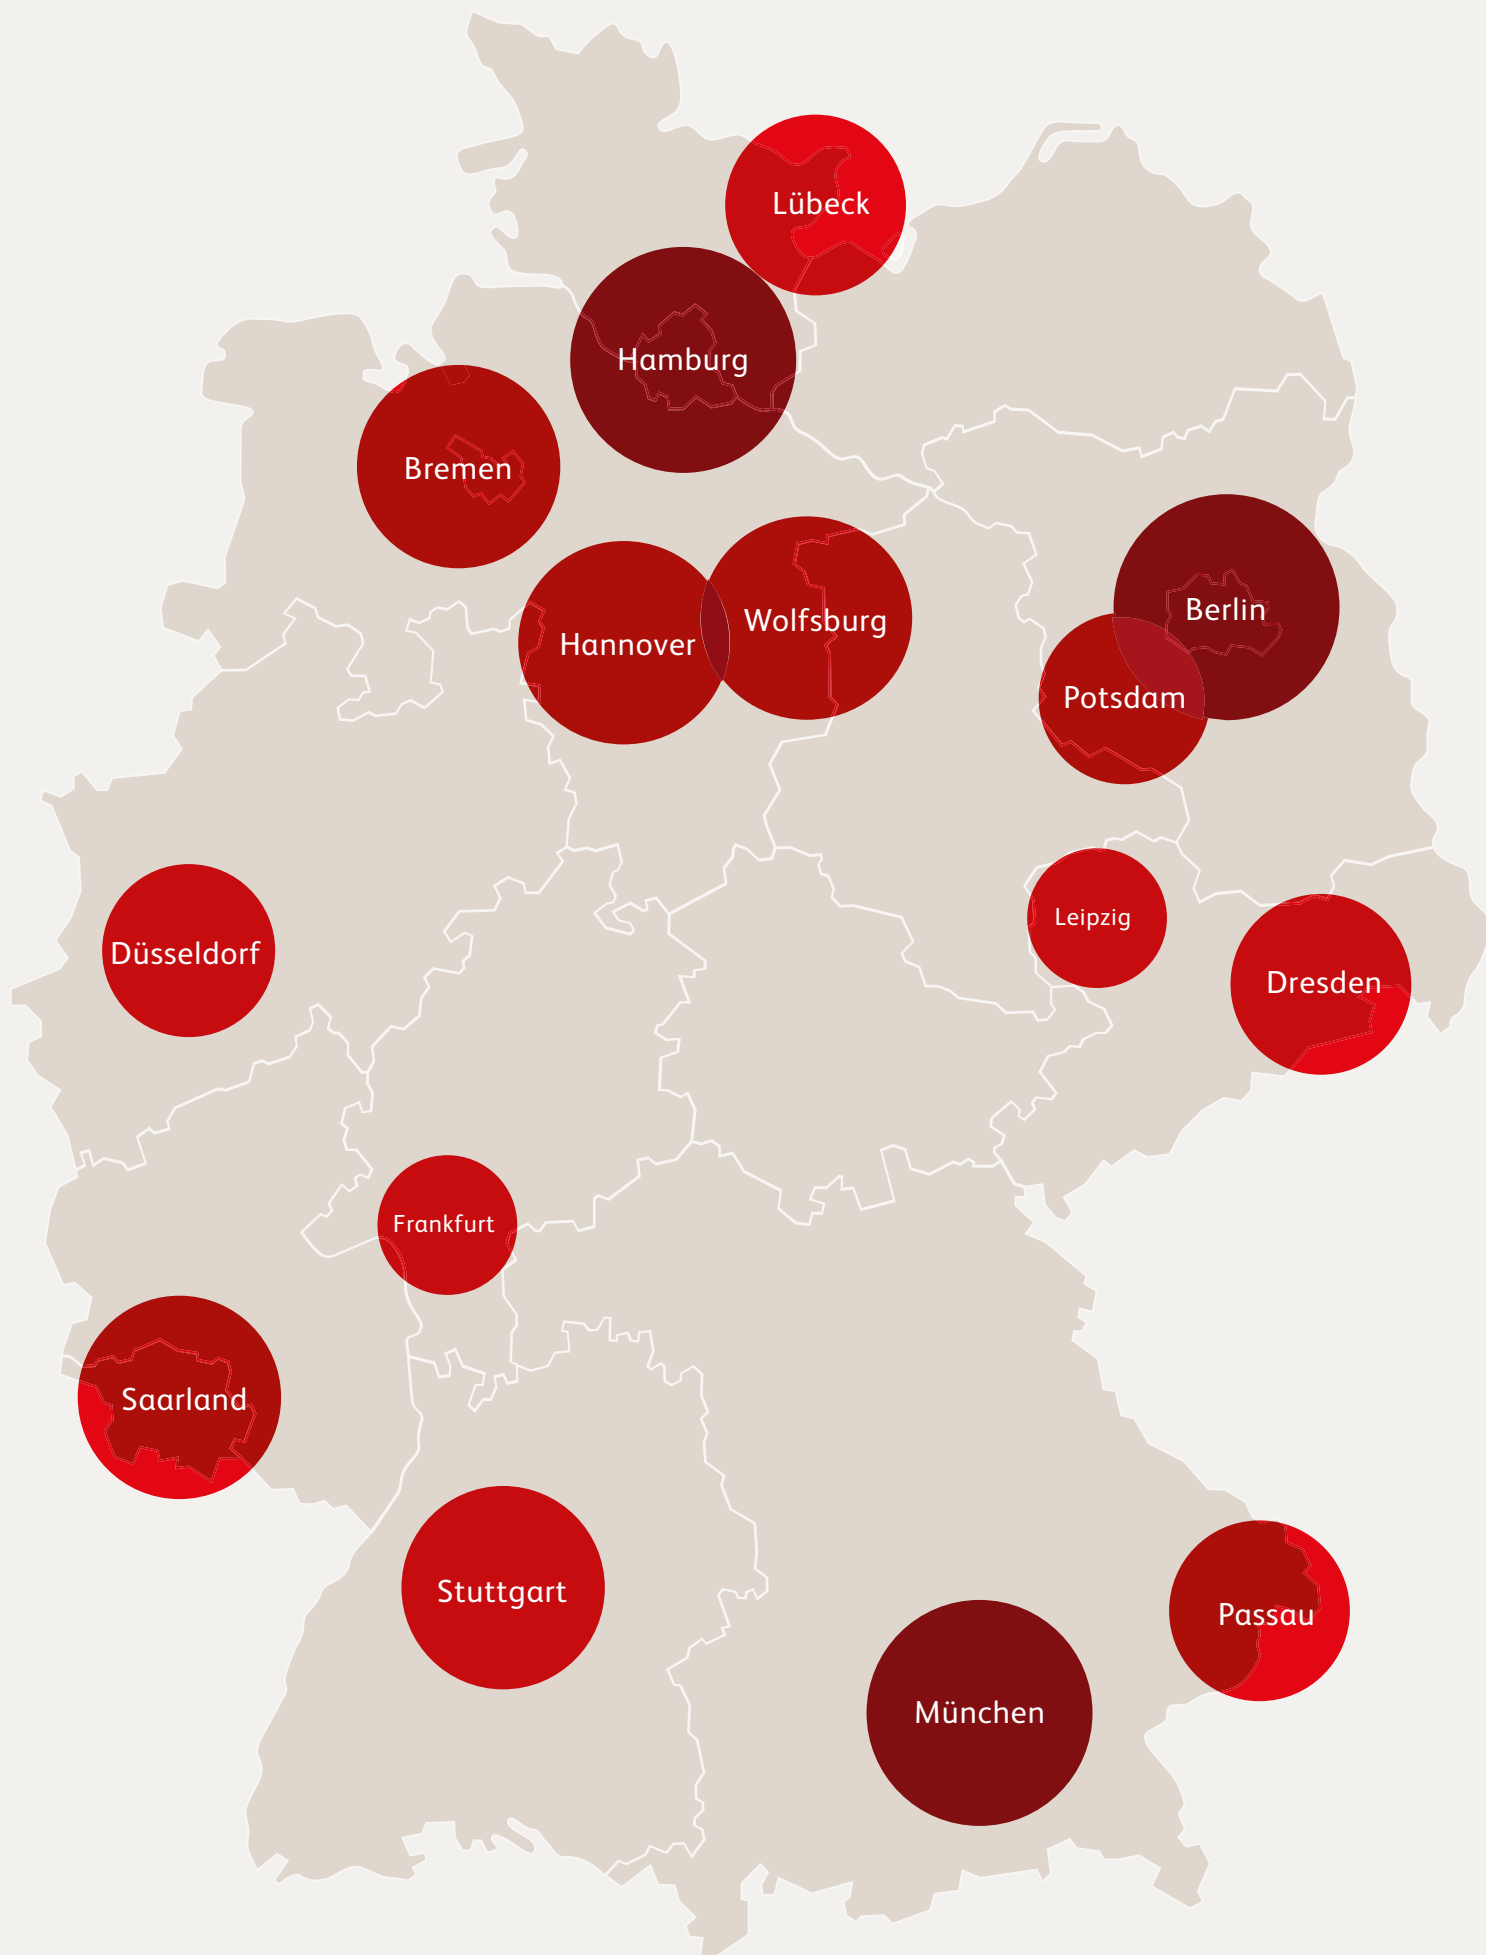 Lübeck
Hamburg
Bremen
Berlin
Wolfsburg
Hannover
Potsdam
Leipzig
Düsseldorf
Dresden
Frankfurt
Saarland
Stuttgart
Passau
München